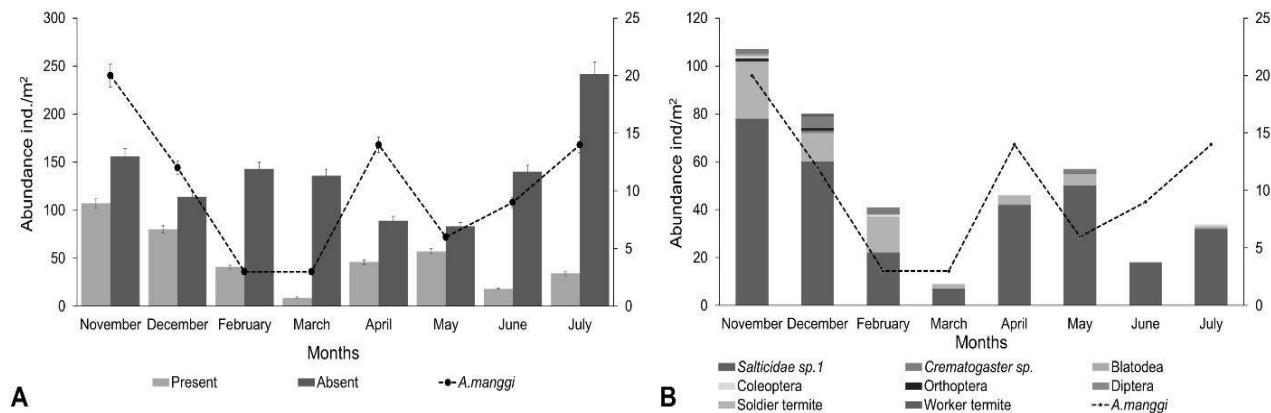 300
250
200
150
100
50
0
25
20
15
10
5
0
Abundance ind./m²
November December February March April May June July
Months
Present Absent A.manggi
A
120
100
80
60
40
20
0
25
20
15
10
5
0
Abundance ind/m²
November December February March April May June July
Months
Salticidae sp.1 Crematogaster sp. Blatodea
Coleoptera Orthoptera Diptera
Soldier termite Worker termite A.manggi
B